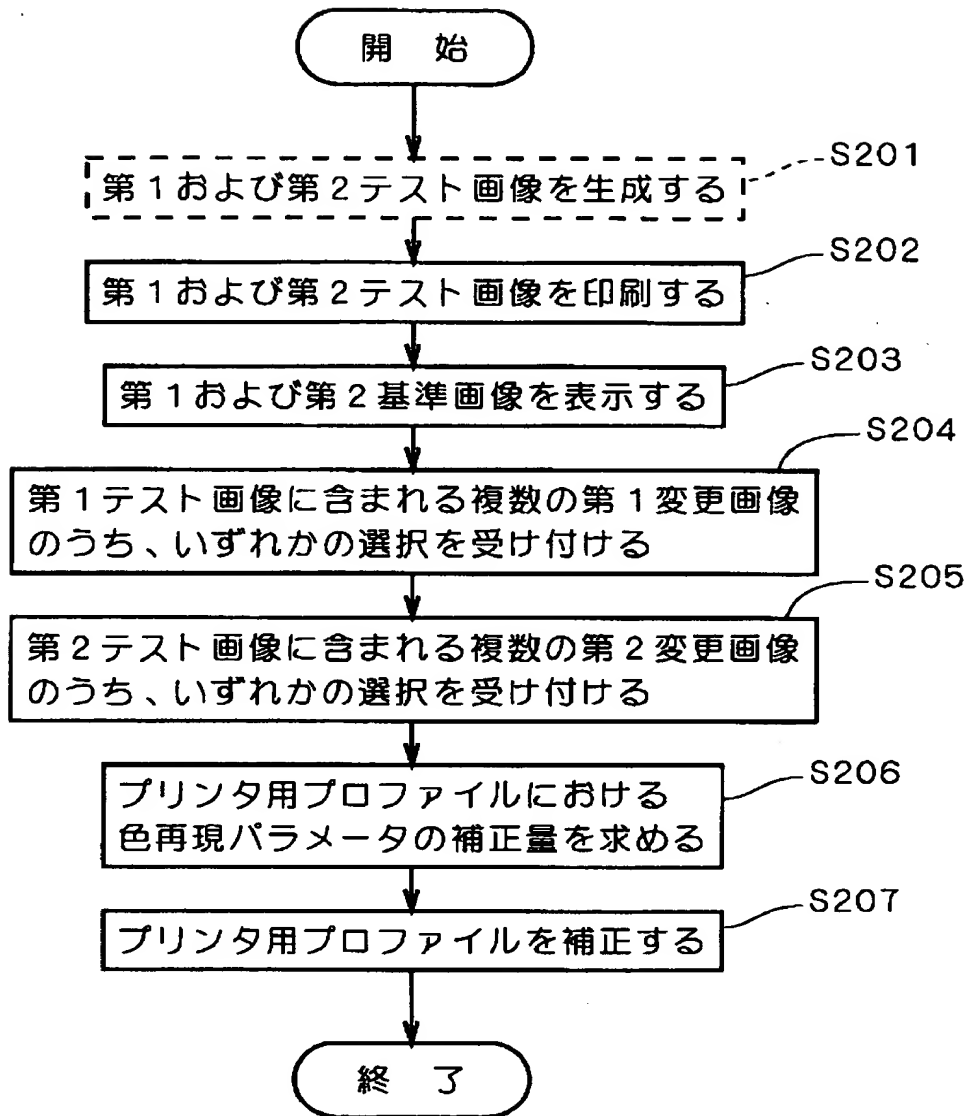 開 始
S201
第1および第2テスト画像を生成する
S202
第1および第2テスト画像を印刷する
S203
第1および第2基準画像を表示する
S204
第1テスト画像に含まれる複数の第1変更画像
のうち、いずれかの選択を受け付ける
S205
第2テスト画像に含まれる複数の第2変更画像
のうち、いずれかの選択を受け付ける
S206
プリンタ用プロファイルにおける
色再現パラメータの補正量を求める
S207
プリンタ用プロファイルを補正する
終 了